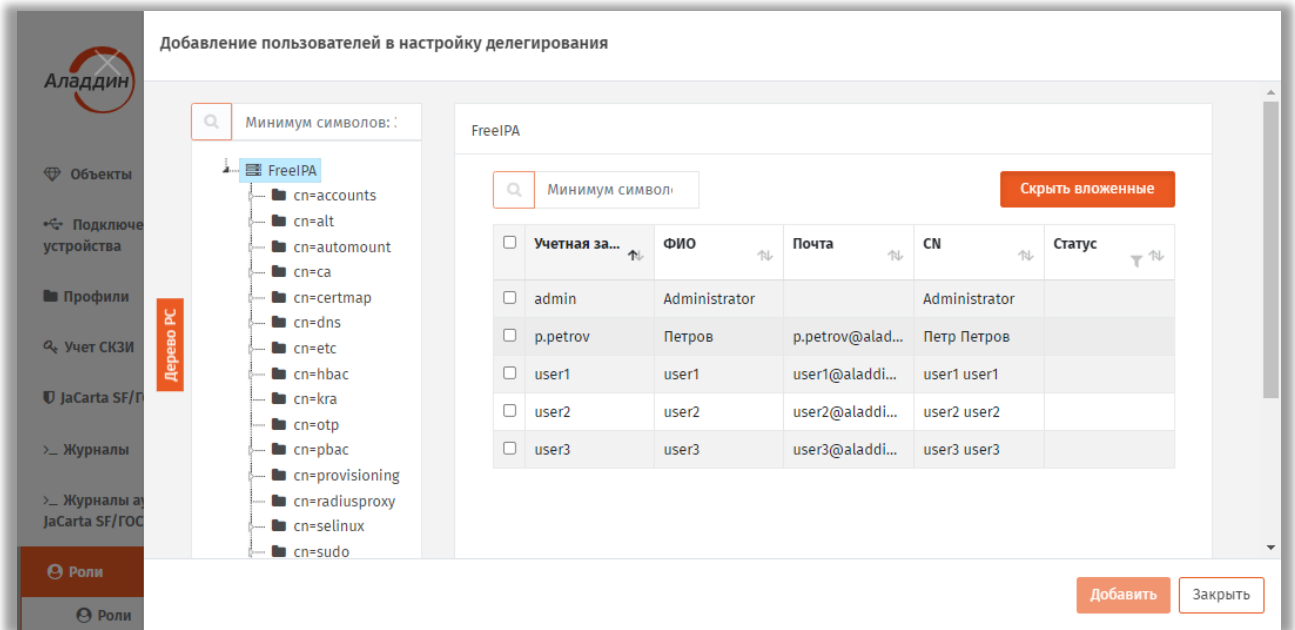 Добавление пользователей в настройку делегирования
Аладдин
Объекты
Подключе
устройства
Профили
Учет СКЗИ
JaCarta SF/Г
Журналы
Журналы ау
JaCarta SF/ГОС
Роли
Роли
Дерево РС
Минимум символов:
FreeIPA
cn=accounts
cn=alt
cn=automount
cn=ca
cn=certmap
cn=dns
cn=etc
cn=hbac
cn=kra
cn=otp
cn=pbac
cn=provisioning
cn=radiusproxy
cn=selinux
cn=sudo
FreeIPA
Минимум символ
Скрыть вложенные
Учетная за... ФИО Почта CN Статус
admin Administrator Administrator
p.petrov Петров p.petrov@alad... Петр Петров
user1 user1 user1@aladdi... user1 user1
user2 user2 user2@aladdi... user2 user2
user3 user3 user3@aladdi... user3 user3
Добавить Закрыть